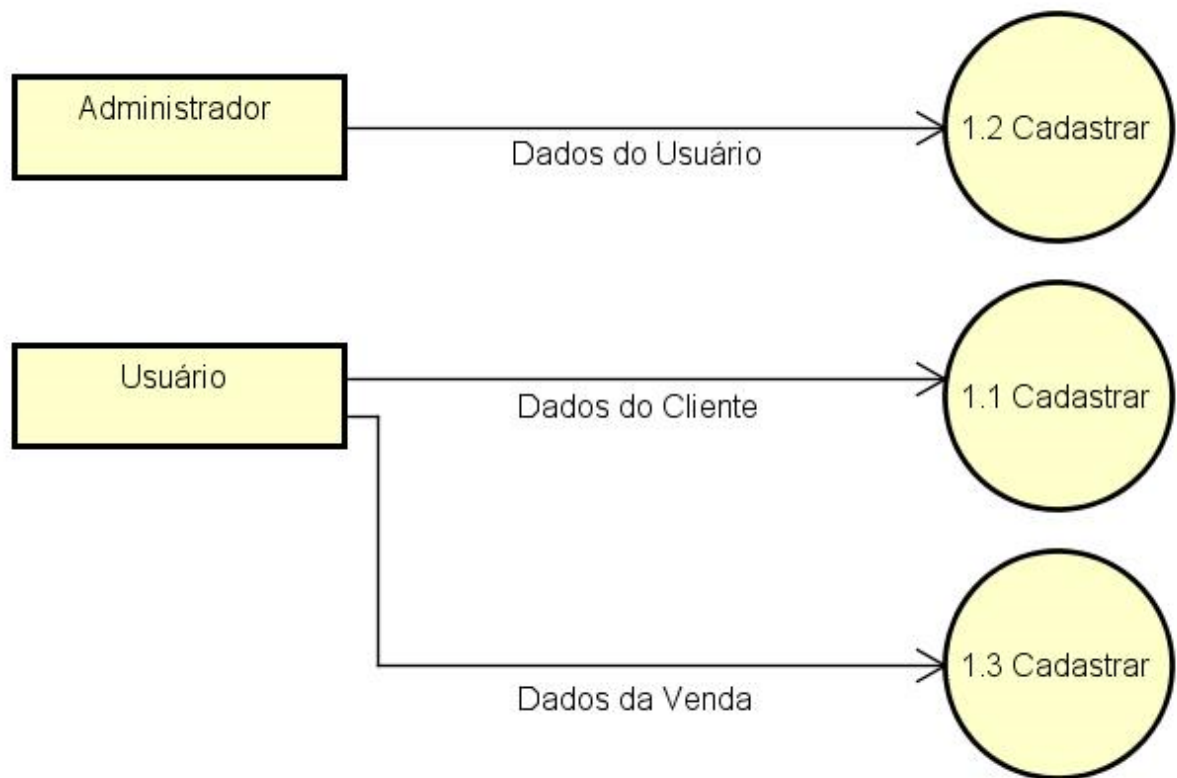 Administrador
Dados do Usuário
1.2 Cadastrar
Usuário
Dados do Cliente
1.1 Cadastrar
Dados da Venda
1.3 Cadastrar